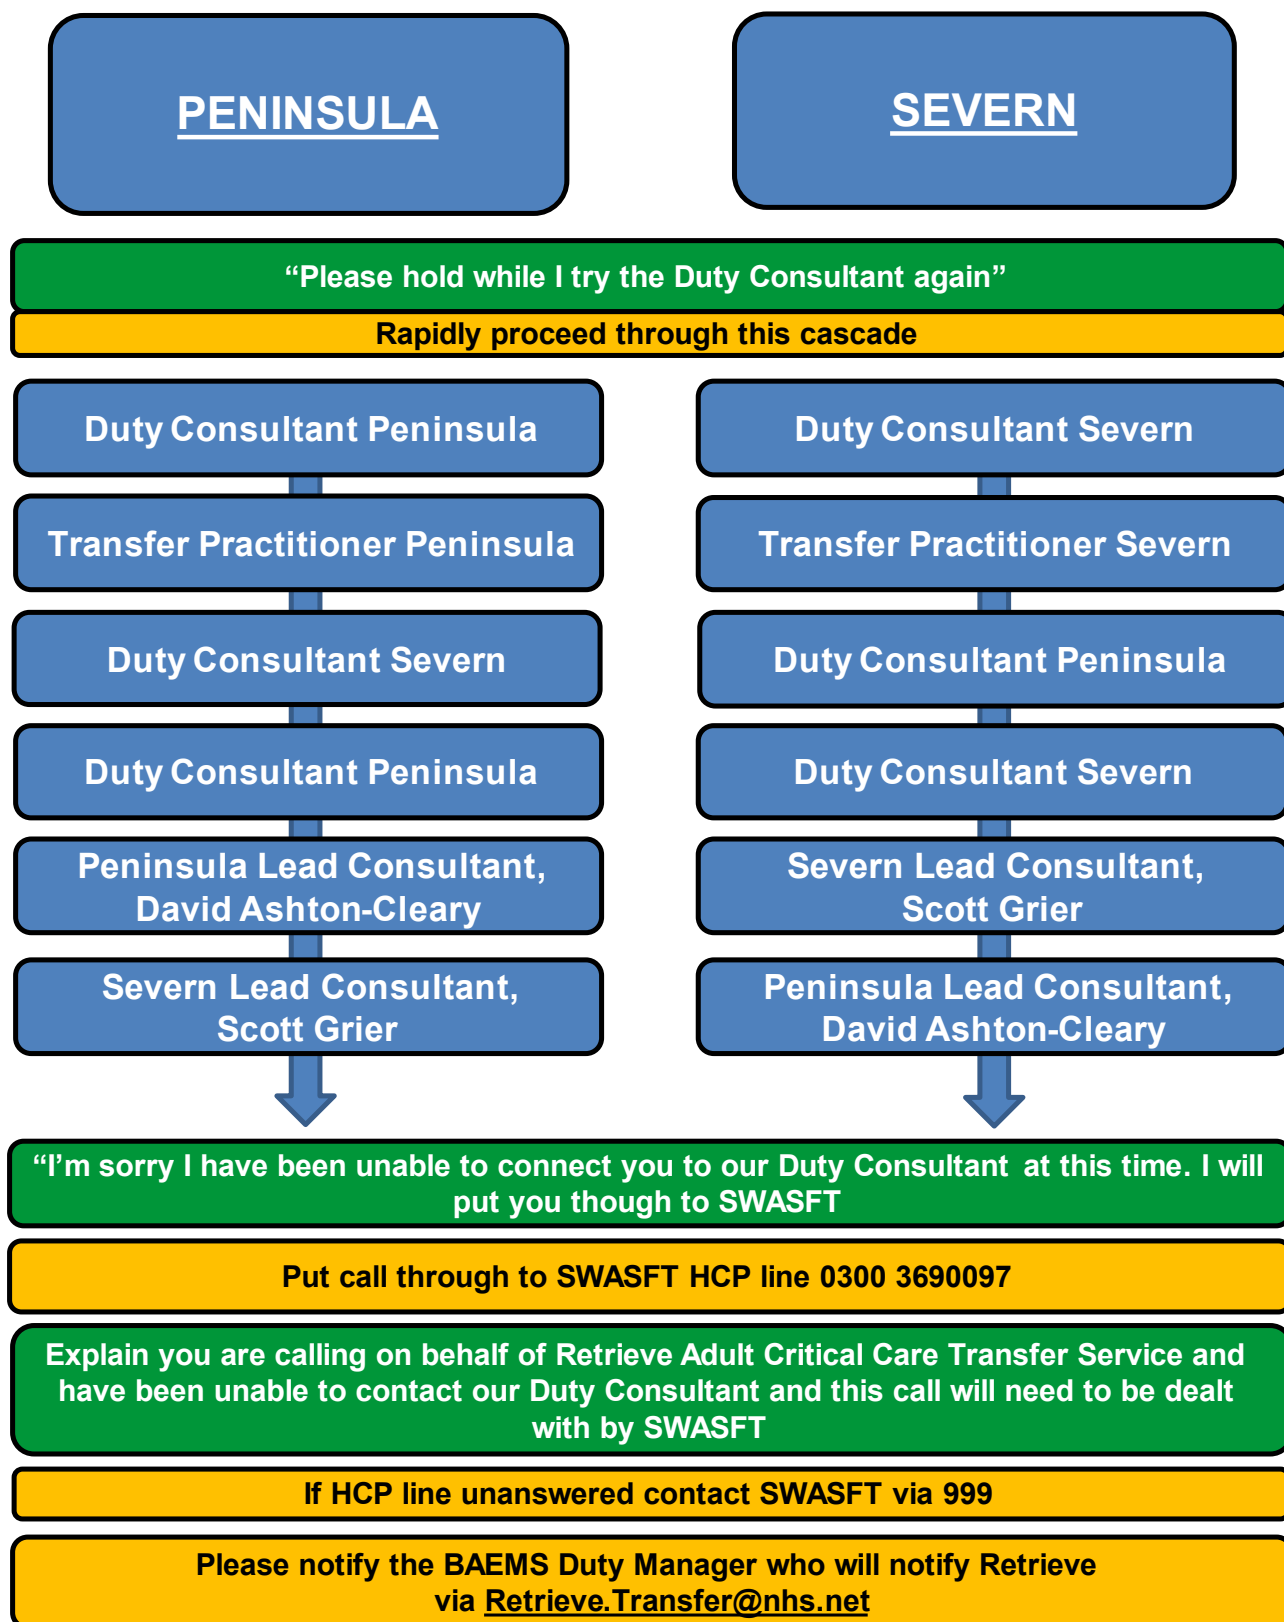 PENINSULA
SEVERN
“Please hold while I try the Duty Consultant again”
Rapidly proceed through this cascade
Duty Consultant Peninsula
Transfer Practitioner Peninsula
Duty Consultant Severn
Duty Consultant Peninsula
Peninsula Lead Consultant,
David Ashton-Cleary
Severn Lead Consultant,
Scott Grier
Duty Consultant Severn
Transfer Practitioner Severn
Duty Consultant Peninsula
Duty Consultant Severn
Severn Lead Consultant,
Scott Grier
Peninsula Lead Consultant,
David Ashton-Cleary
“I’m sorry I have been unable to connect you to our Duty Consultant at this time. I will
put you though to SWASFT
Put call through to SWASFT HCP line 0300 3690097
Explain you are calling on behalf of Retrieve Adult Critical Care Transfer Service and
have been unable to contact our Duty Consultant and this call will need to be dealt
with by SWASFT
If HCP line unanswered contact SWASFT via 999
Please notify the BAEMS Duty Manager who will notify Retrieve
via Retrieve.Transfer@nhs.net